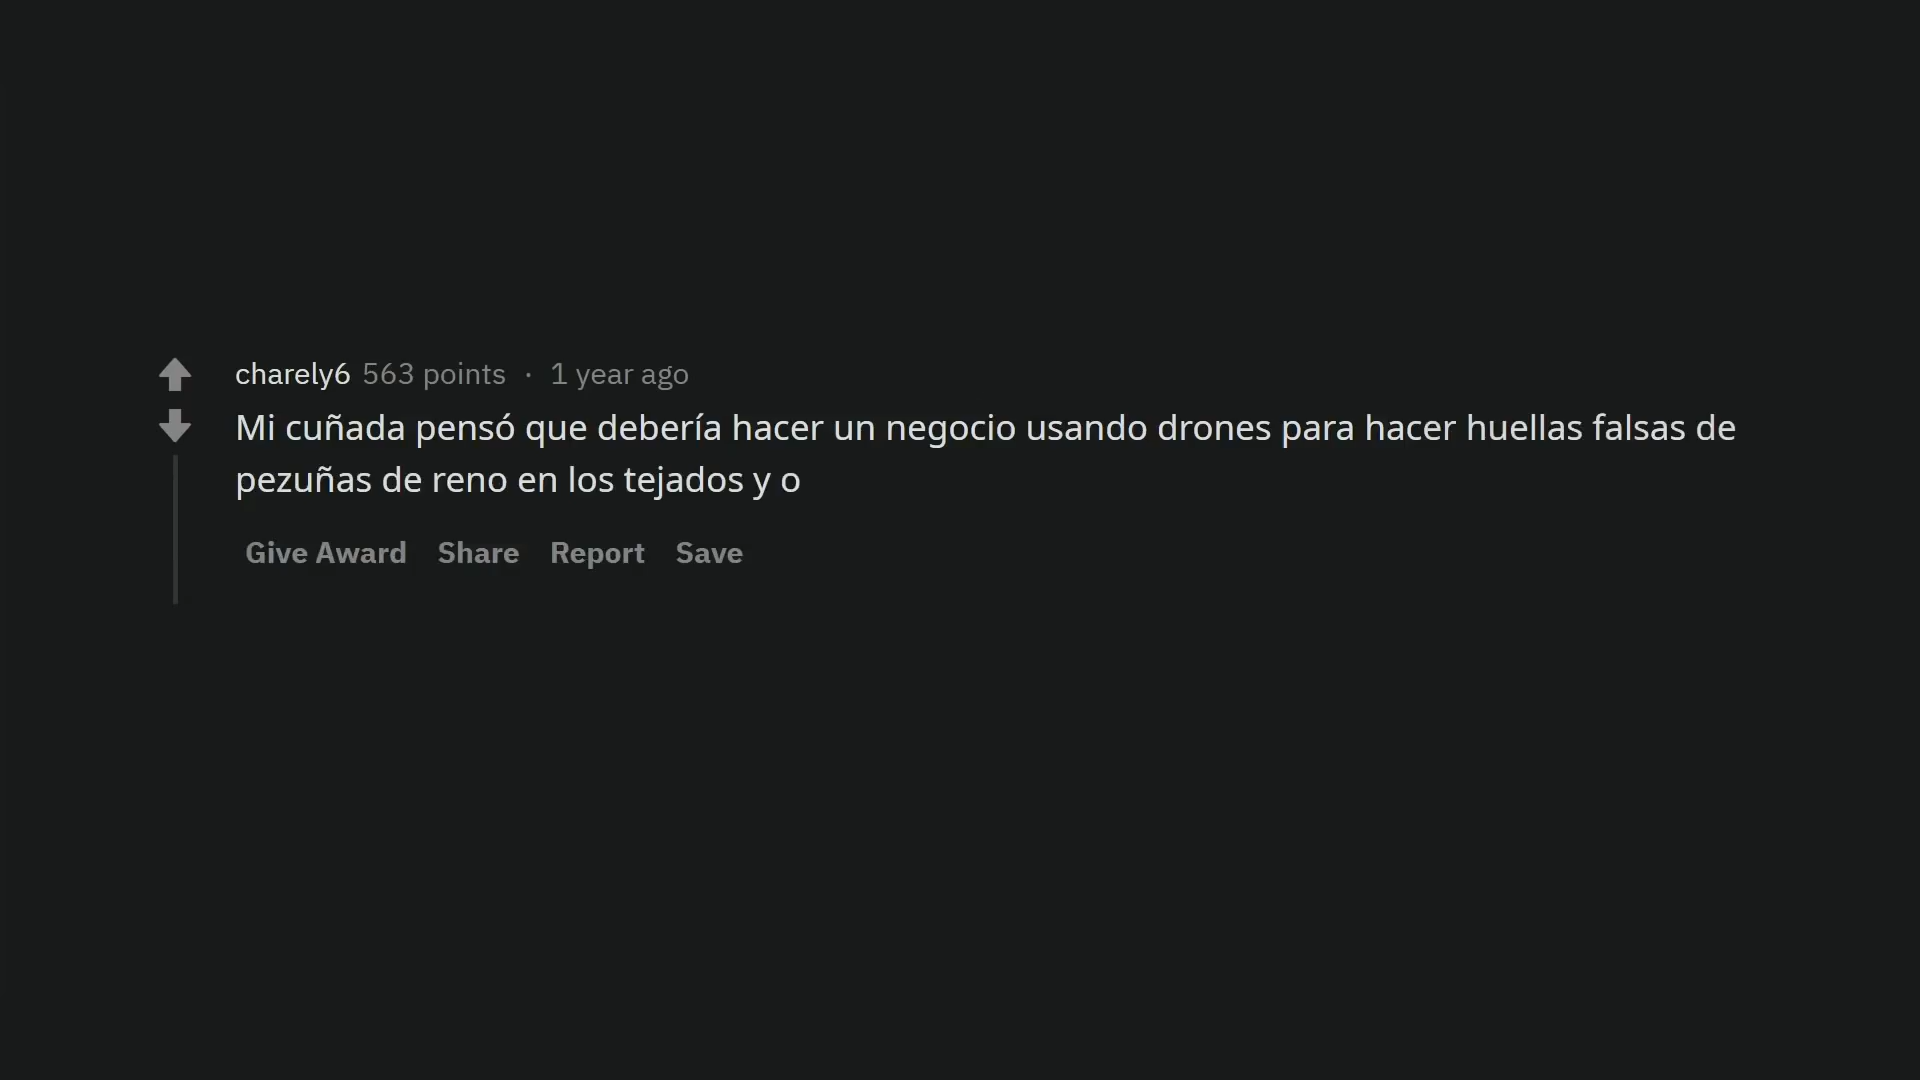 charely6 563 points · 1 year ago
Mi cuñada pensó que debería hacer un negocio usando drones para hacer huellas falsas de
pezuñas de reno en los tejados y o
Give Award Share Report Save